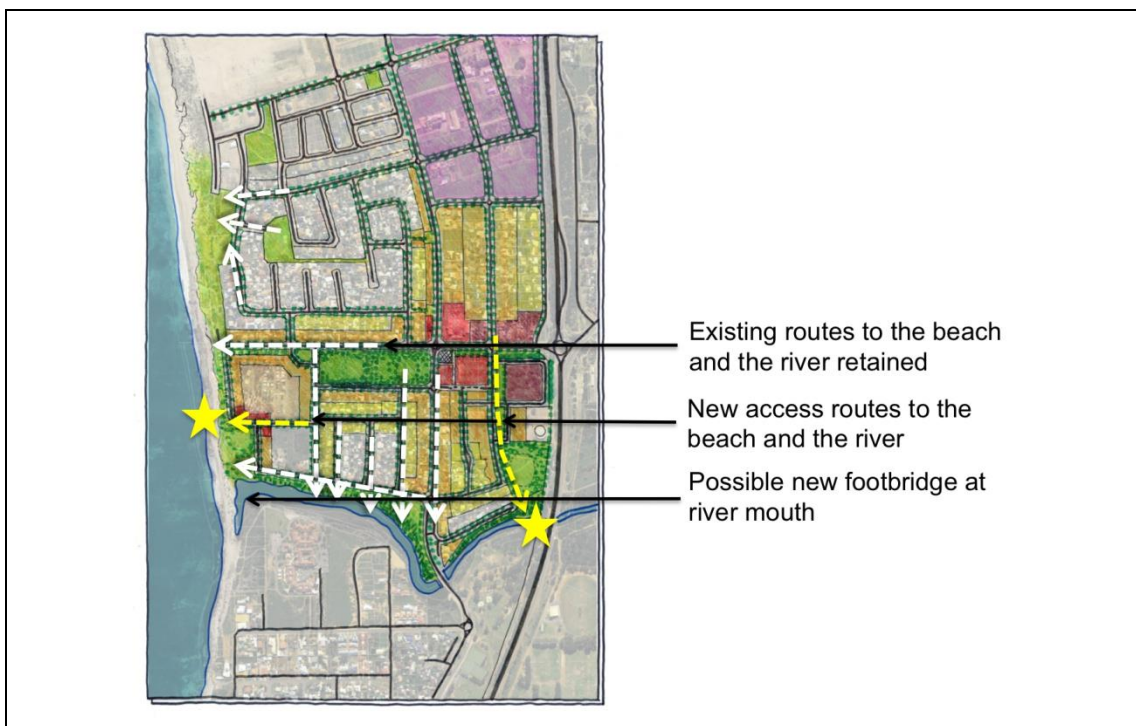 Existing routes to the beach
and the river retained
New access routes to the
beach and the river
Possible new footbridge at
river mouth